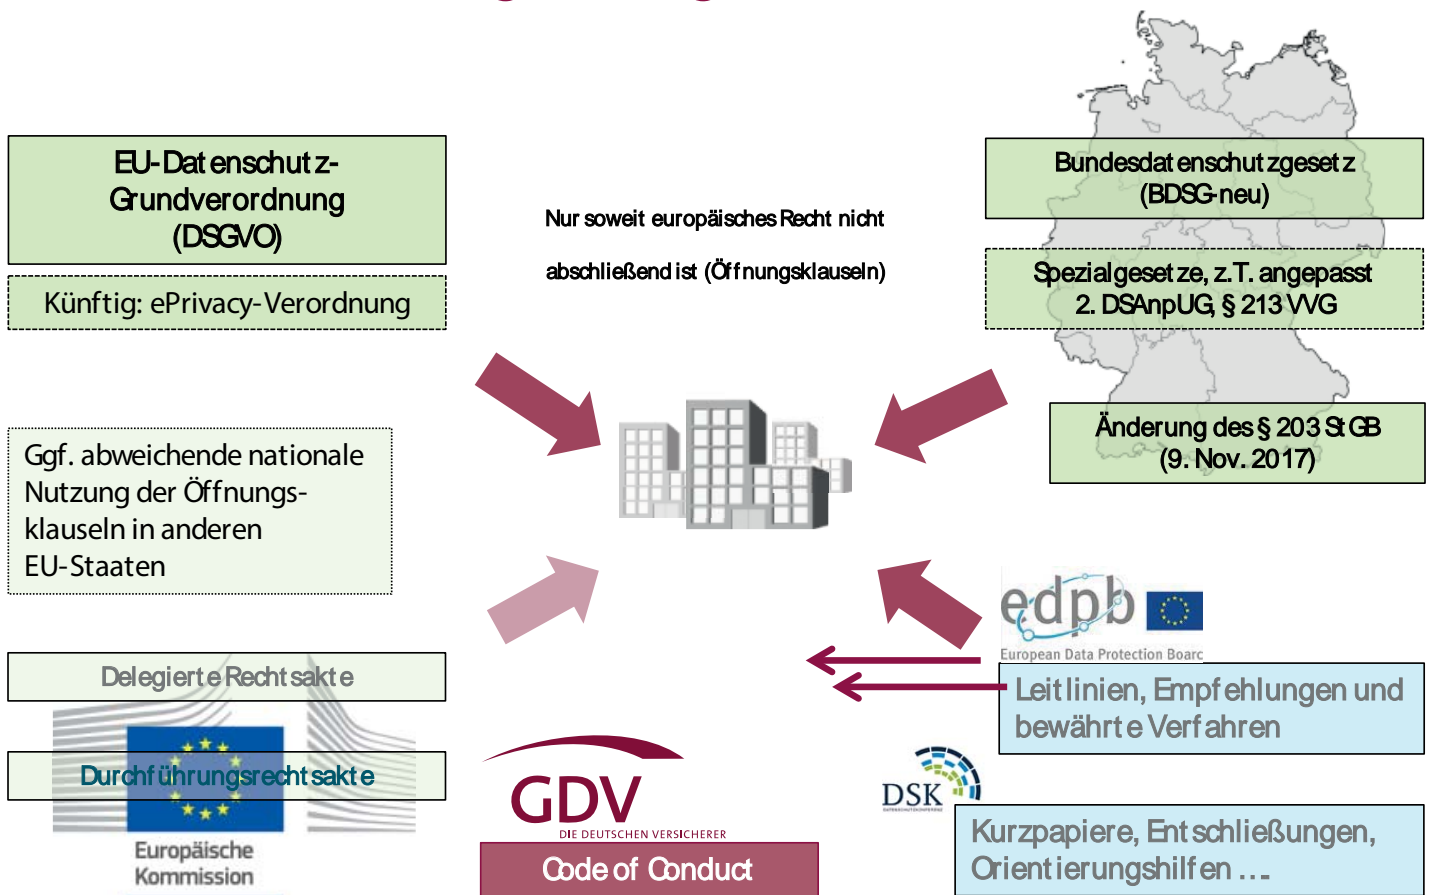 EU-Datenschutz-
Grundverordnung
(DSGVO)
Künftig: ePrivacy-Verordnung
Nur soweit europäisches Recht nicht
abschließend ist (Öffnungsklauseln)
Bundesdatenschutzgesetz
(BDSG-neu)
Spezialgesetze, z.T. angepasst
2. DSAnpUG, § 213 VVG
Änderung des § 203 StGB
(9. Nov. 2017)
Ggf. abweichende nationale
Nutzung der Öffnungs-
klauseln in anderen
EU-Staaten
Delegierte Rechtsakte
Durchführungsrechtsakte
Europäische
Kommission
GDV
DIE DEUTSCHEN VERSICHERER
Code of Conduct
edpb
European Data Protection Board
Leitlinien, Empfehlungen und
bewährte Verfahren
DSK
DATENSCHUTZKONFERENZ
Kurzpapiere, Entschließungen,
Orientierungshilfen ....